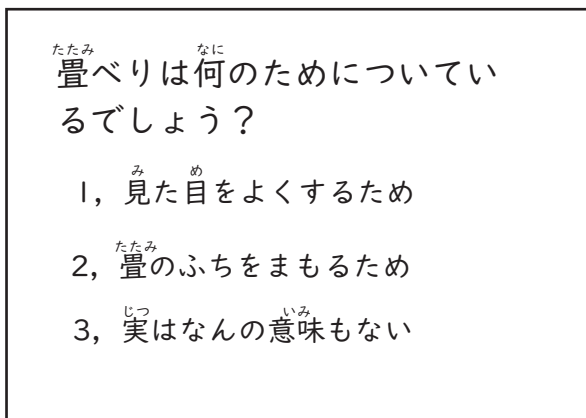 畳べりは何のためについてい
るでしょう？
1, 見た目をよくするため
2, 畳のふちをまもるため
3, 実はなんの意味もない